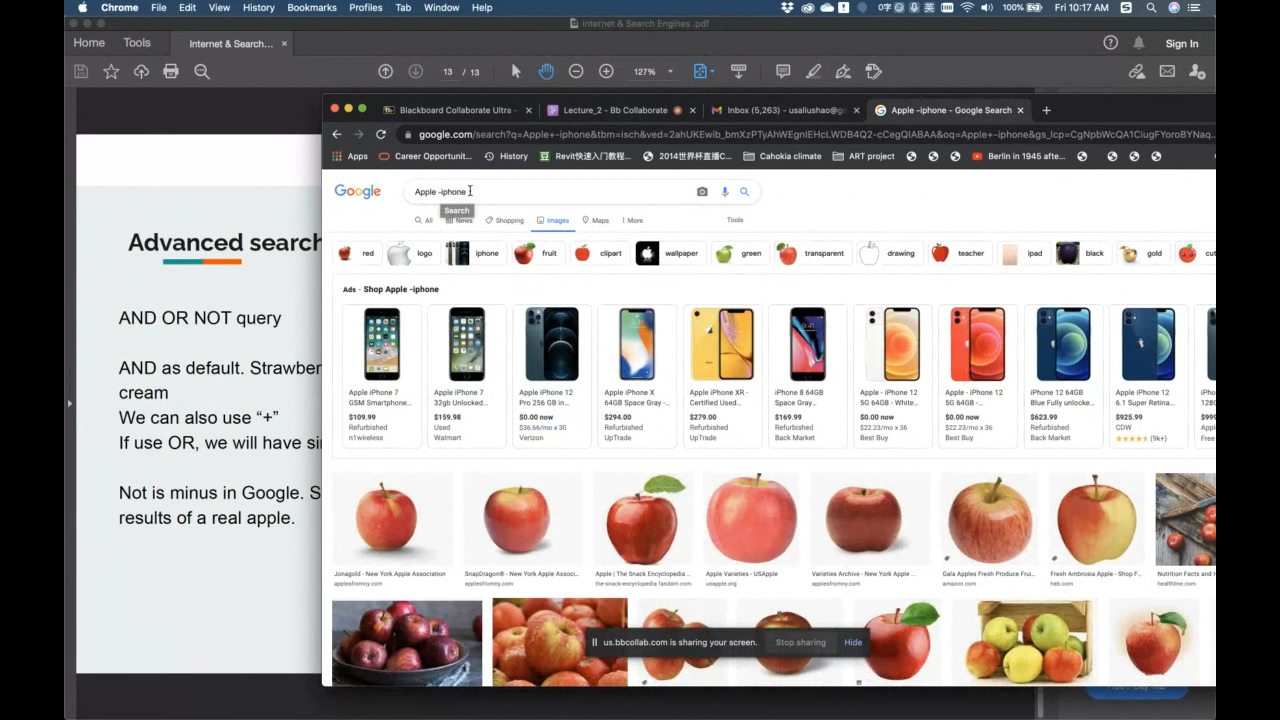 Chrome File Edit View History Bookmarks Profiles Tab Window Help 100% Fri 10:17 AM
Internet & Search Engines .pdf
Home Tools Internet & Search... × Sign In
13 / 13 127%
Blackboard Collaborate Ultra - × Lecture_2 - Bb Collaborate × Inbox (5,263) - usaliushao@g × Apple -iphone - Google Search × +
google.com/search?q=Apple+-iphone&tbm=isch&ved=2ahUKEwib_bmXzPTyAhWEgnIEHcLWDB4Q2-cCegQIABAA&oq=Apple+-iphone&gs_lcp=CgNpbWcQA1CiugFYoroBYNaq...
Apps Career Opportunit... History Revit快速入门教程... 2014世界杯直播C... Cahokia climate ART project Berlin in 1945 afte...
Google Apple -iphone
Search
All News Shopping Images Maps More Tools
red logo iphone fruit clipart wallpaper green transparent drawing teacher ipad black gold cu
Ads · Shop Apple -iphone
Apple iPhone 7 Apple iPhone 7 Apple iPhone 12 Apple iPhone X Apple iPhone XR - iPhone 8 64GB Apple - iPhone 12 Apple - iPhone 12 iPhone 12 64GB Apple iPhone 12 Apple
GSM Smartphone... 32gb Unlocked... Pro 256 GB in... 64GB Space Gray -... Certified Used... Space Gray... 5G 64GB - White... 5G 64GB -... Blue Fully unlocke... 6.1 Super Retina... 128G
$109.99 $159.98 $0.00 now $294.00 $279.00 $169.99 $0.00 now $0.00 now $623.99 $925.99 $999
Refurbished Used $36.66/mo x 30 Refurbished Refurbished Refurbished $22.23/mo x 36 $22.23/mo x 36 Refurbished CDW
n1wireless Walmart Verizon UpTrade UpTrade Back Market Best Buy Best Buy Back Market (9k+) Free
Jonagold - New York Apple Association SnapDragon® - New York Apple Associ... Apple | The Snack Encyclopedia ... Apple Varieties - USApple Varieties Archive - New York Apple ... Gala Apples Fresh Produce Frui... Fresh Ambrosia Apple - Shop F... Nutrition Facts and H
applesfromny.com applesfromny.com the-snack-encyclopedia.fandom.com usapple.org applesfromny.com amazon.com heb.com healthline.com
us.bbcollab.com is sharing your screen. Stop sharing Hide
Advanced search
AND OR NOT query
AND as default. Strawber
cream
We can also use “+”
If use OR, we will have si
Not is minus in Google. S
results of a real apple.